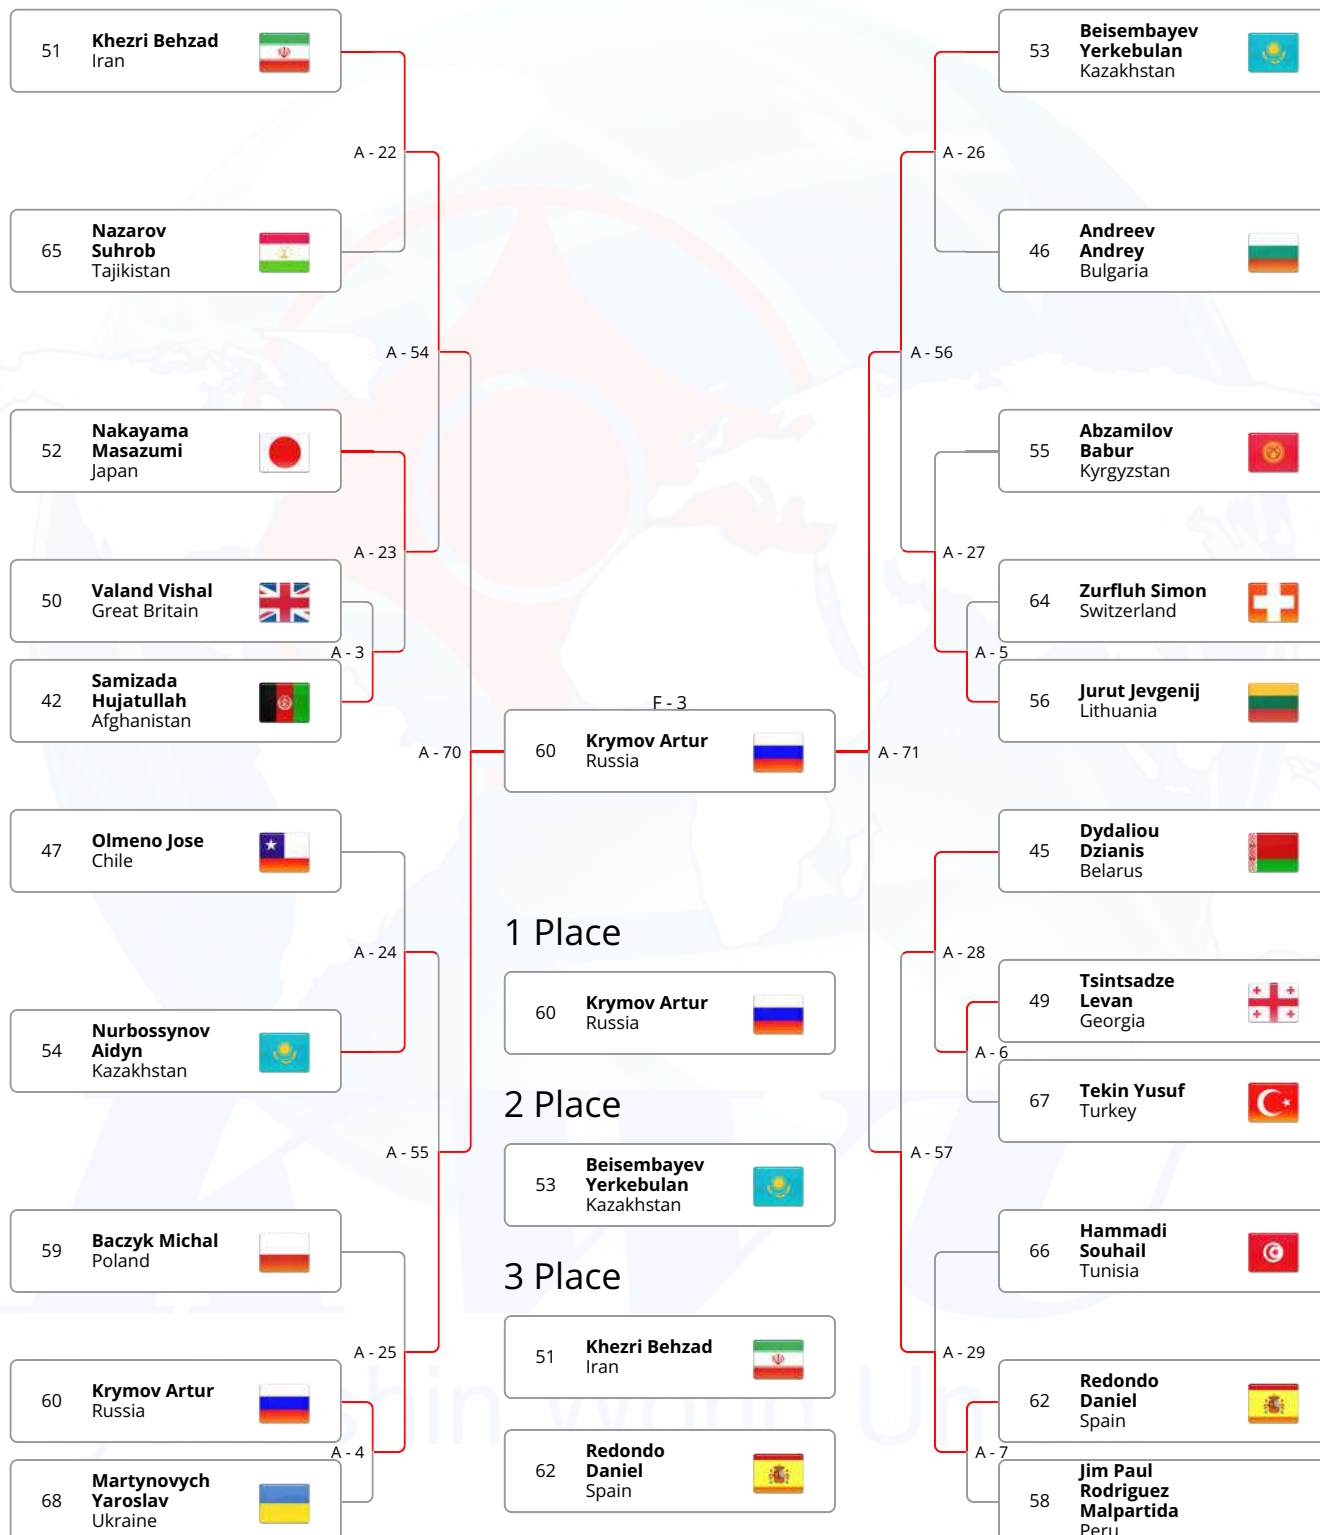 51
Khezri Behzad
Iran
A - 22
65
Nazarov
Suhrob
Tajikistan
A - 54
52
Nakayama
Masazumi
Japan
A - 23
50
Valand Vishal
Great Britain
A - 3
42
Samizada
Hujatullah
Afghanistan
A - 70
47
Olmeno Jose
Chile
A - 24
54
Nurbossynov
Aidyn
Kazakhstan
A - 55
59
Baczyk Michal
Poland
A - 25
60
Krymov Artur
Russia
A - 4
68
Martynovych
Yaroslav
Ukraine
F - 3
60
Krymov Artur
Russia
1 Place
60
Krymov Artur
Russia
2 Place
53
Beisembayev
Yerkebulan
Kazakhstan
3 Place
51
Khezri Behzad
Iran
62
Redondo
Daniel
Spain
53
Beisembayev
Yerkebulan
Kazakhstan
A - 26
46
Andreev
Andrey
Bulgaria
A - 56
55
Abzamilov
Babur
Kyrgyzstan
A - 27
64
Zurfluh Simon
Switzerland
A - 5
56
Jurut Jevgenij
Lithuania
A - 71
45
Dydaliou
Dzianis
Belarus
A - 28
49
Tsintsadze
Levan
Georgia
A - 6
67
Tekin Yusuf
Turkey
A - 57
66
Hammadi
Souhail
Tunisia
A - 29
62
Redondo
Daniel
Spain
A - 7
58
Jim Paul
Rodriguez
Malpartida
Peru